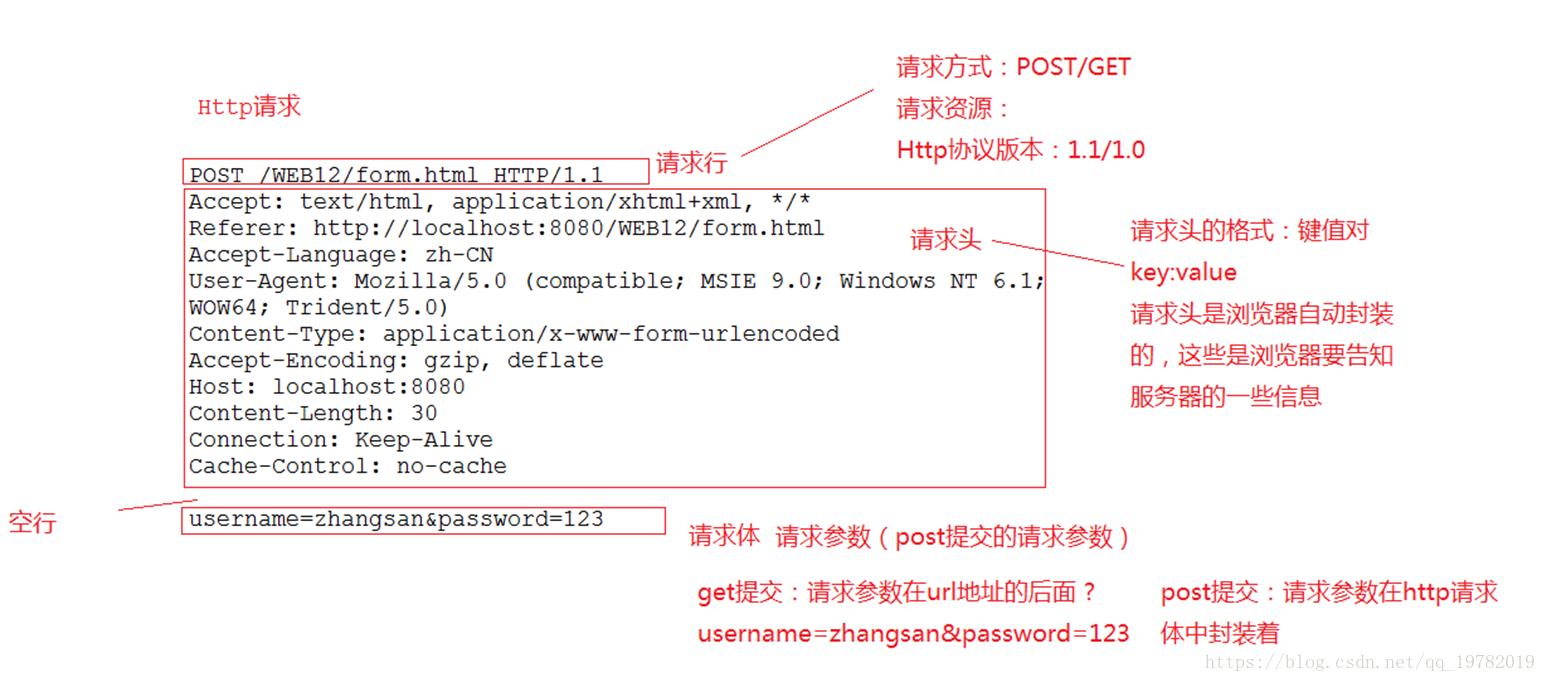 Http请求
请求方式：POST/GET
请求资源：
Http协议版本：1.1/1.0
请求行
POST /WEB12/form.html HTTP/1.1
Accept: text/html, application/xhtml+xml, */*
Referer: http://localhost:8080/WEB12/form.html
Accept-Language: zh-CN
User-Agent: Mozilla/5.0 (compatible; MSIE 9.0; Windows NT 6.1;
WOW64; Trident/5.0)
Content-Type: application/x-www-form-urlencoded
Accept-Encoding: gzip, deflate
Host: localhost:8080
Content-Length: 30
Connection: Keep-Alive
Cache-Control: no-cache
请求头
请求头的格式：键值对
key:value
请求头是浏览器自动封装
的，这些是浏览器要告知
服务器的一些信息
空行
username=zhangsan&password=123
请求体 请求参数（post提交的请求参数）
get提交：请求参数在url地址的后面？
username=zhangsan&password=123
post提交：请求参数在http请求
体中封装着
https://blog.csdn.net/qq_19782019